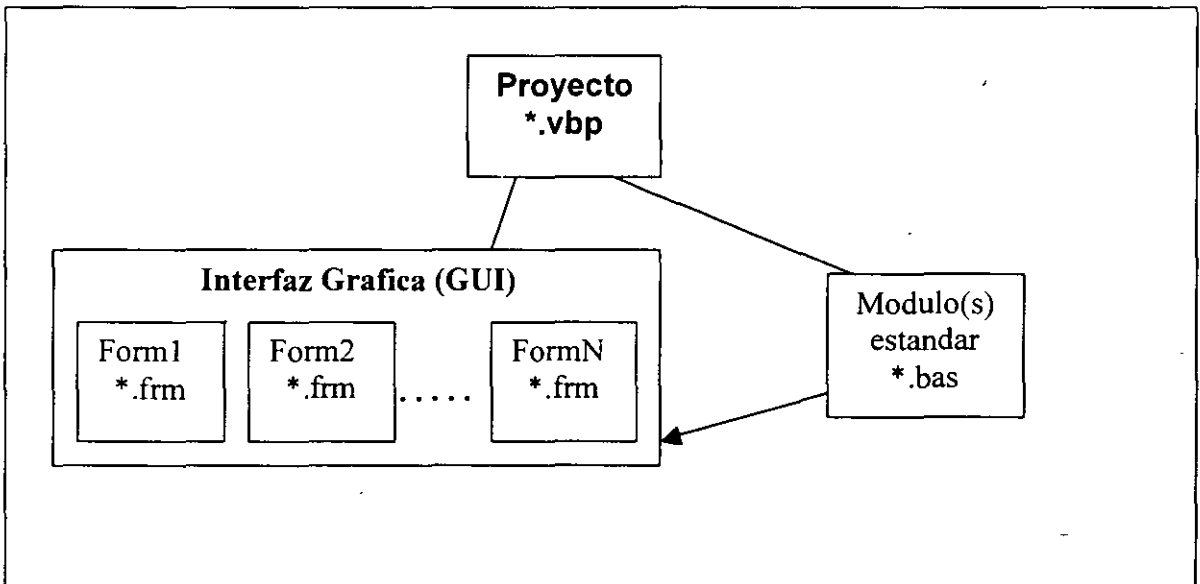 Proyecto
*.vbp
Interfaz Grafica (GUI)
Form1
*.frm
Form2
*.frm
.....
FormN
*.frm
Modulo(s)
estandar
*.bas